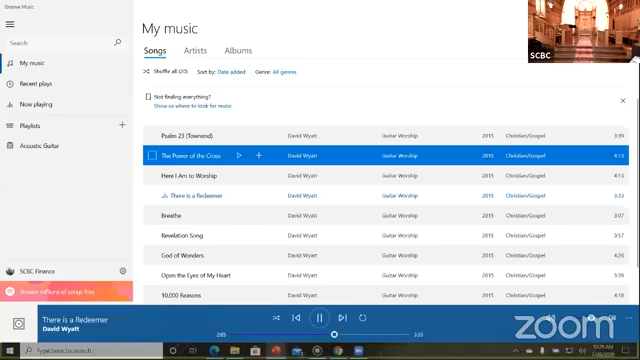 Groove Music
Search
My music
Recent plays
Now playing
Playlists
Acoustic Guitar
SCBC Finance
Stream millions of songs free
My music
Songs Artists Albums
Shuffle all (20) Sort by: Date added Genre: All genres
Not finding everything?
Show us where to look for music
Psalm 23 (Townend) David Wyatt Guitar Worship 2015 Christian/Gospel 3:39
The Power of the Cross David Wyatt Guitar Worship 2015 Christian/Gospel 4:13
Here I Am to Worship David Wyatt Guitar Worship 2015 Christian/Gospel 4:13
There is a Redeemer David Wyatt Guitar Worship 2015 Christian/Gospel 3:33
Breathe David Wyatt Guitar Worship 2015 Christian/Gospel 3:07
Revelation Song David Wyatt Guitar Worship 2015 Christian/Gospel 3:57
God of Wonders David Wyatt Guitar Worship 2015 Christian/Gospel 4:26
Open the Eyes of My Heart David Wyatt Guitar Worship 2015 Christian/Gospel
10,000 Reasons David Wyatt Guitar Worship 2015 Christian/Gospel
SCBC
There is a Redeemer
David Wyatt
2:05 3:33
zoom
Type here to search